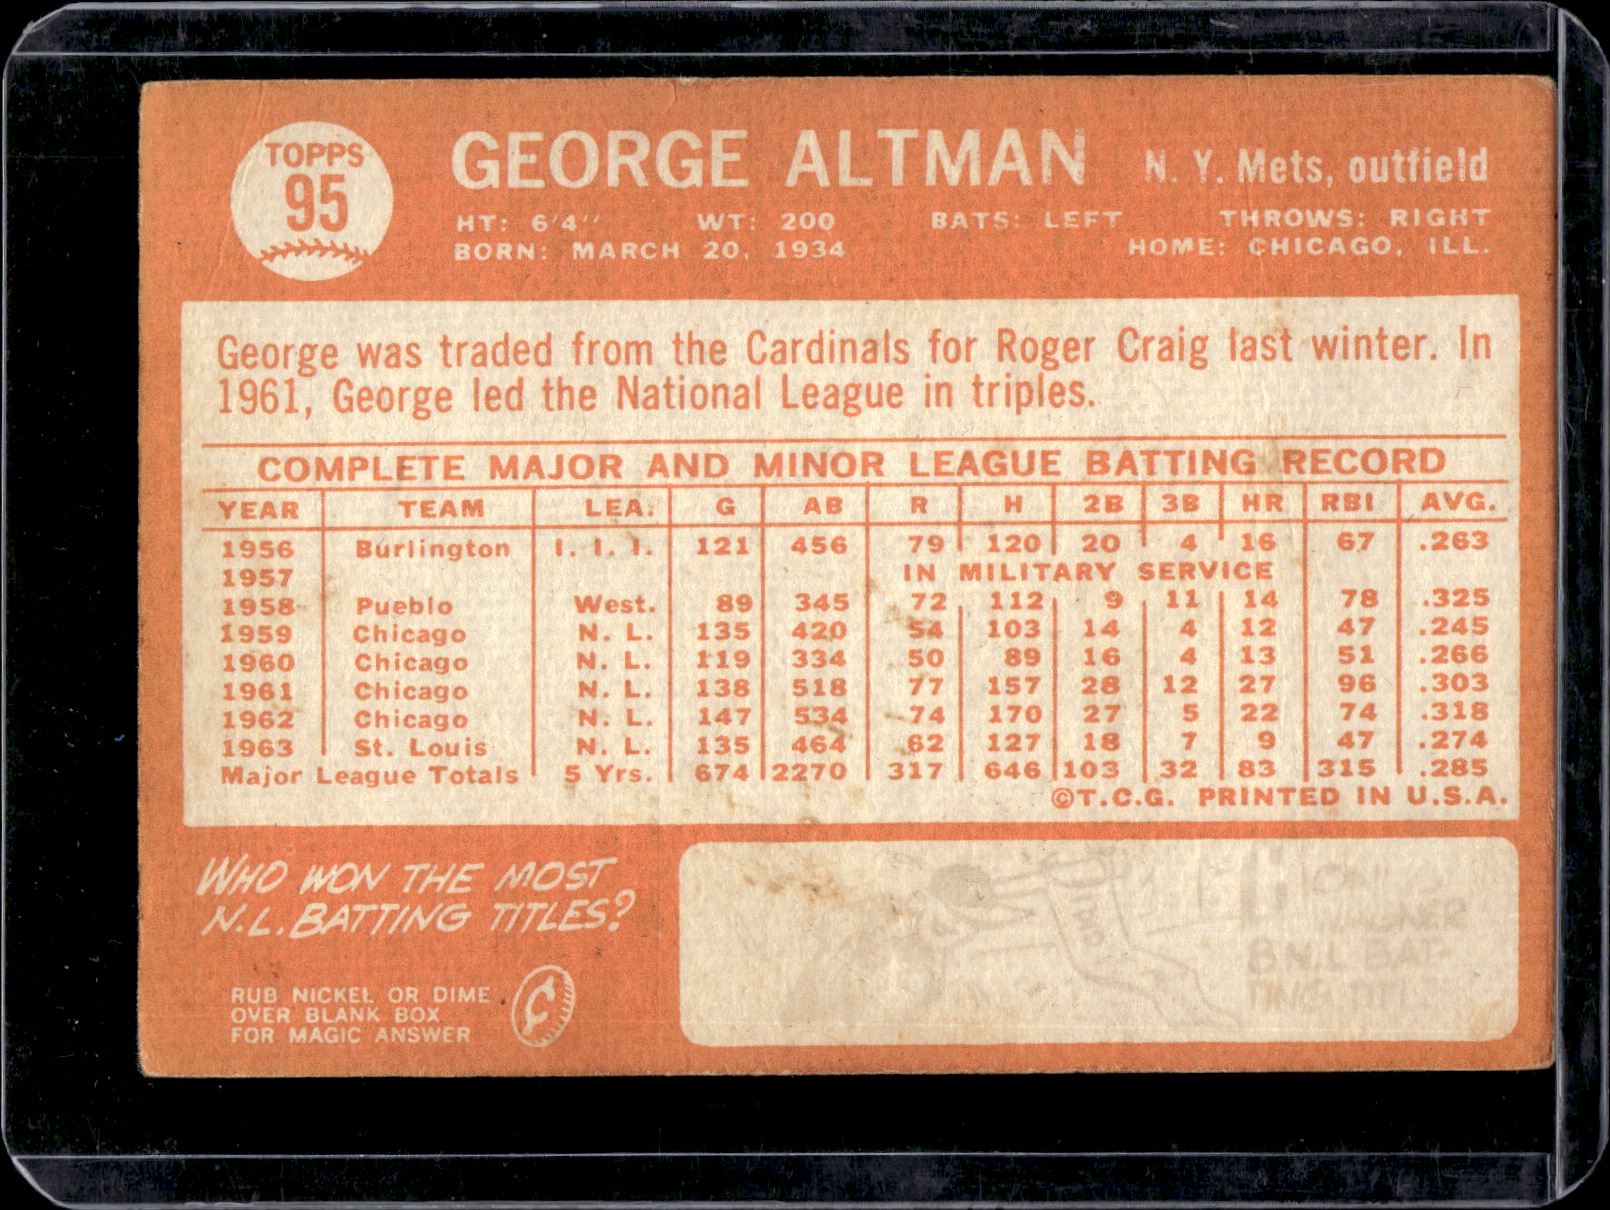 TOPPS
95
GEORGE ALTMAN N. Y. Mets, outfield
HT: 6'4" WT: 200 BATS: LEFT THROWS: RIGHT
BORN: MARCH 20, 1934 HOME: CHICAGO, ILL.
George was traded from the Cardinals for Roger Craig last winter. In
1961, George led the National League in triples.
COMPLETE MAJOR AND MINOR LEAGUE BATTING RECORD
YEAR TEAM LEA. G AB R H 2B 3B HR RBI AVG.
1956 Burlington I. I. I. 121 456 79 120 20 4 16 67 .263
1957 IN MILITARY SERVICE
1958 Pueblo West. 89 345 72 112 9 11 14 78 .325
1959 Chicago N. L. 135 420 54 103 14 4 12 47 .245
1960 Chicago N. L. 119 334 50 89 16 4 13 51 .266
1961 Chicago N. L. 138 518 77 157 28 12 27 96 .303
1962 Chicago N. L. 147 534 74 170 27 5 22 74 .318
1963 St. Louis N. L. 135 464 62 127 18 7 9 47 .274
Major League Totals 5 Yrs. 674 2270 317 646 103 32 83 315 .285
©T.C.G. PRINTED IN U.S.A.
WHO WON THE MOST
N.L. BATTING TITLES?
RUB NICKEL OR DIME
OVER BLANK BOX
FOR MAGIC ANSWER
C
WAGNER
8 N.L BAT-
TING